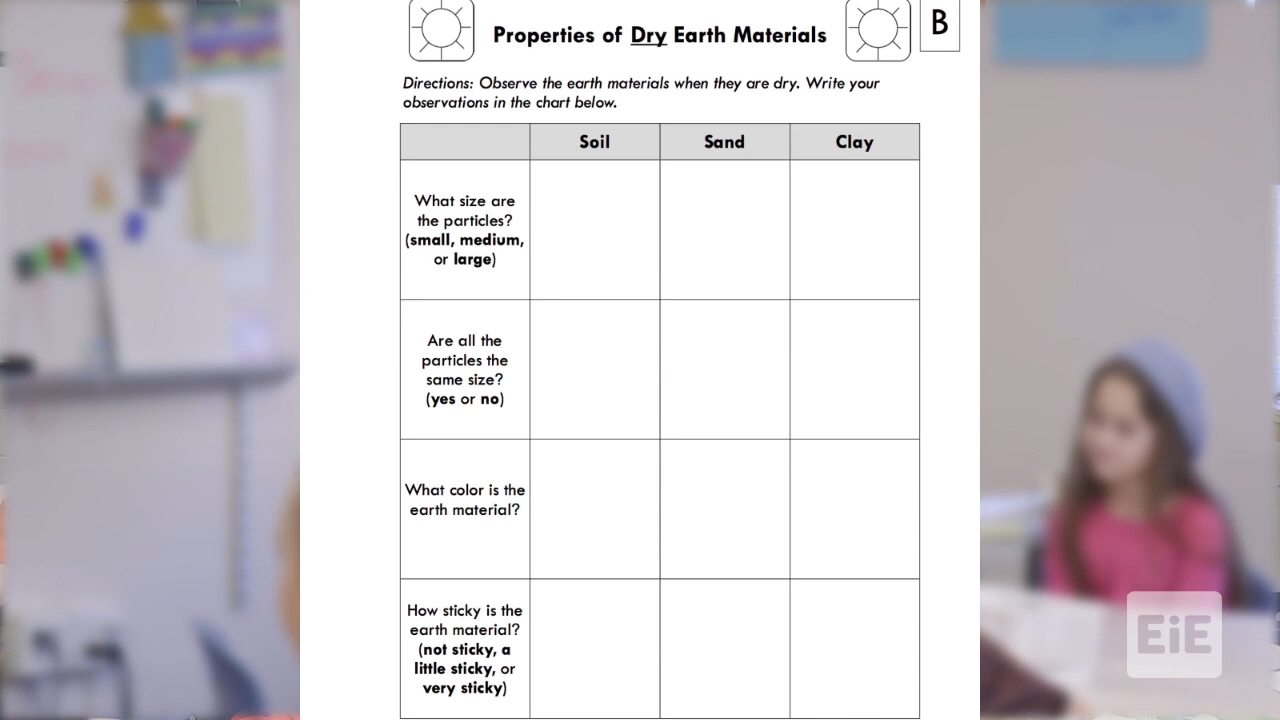 Properties of Dry Earth Materials
B
Directions: Observe the earth materials when they are dry. Write your
observations in the chart below.
Soil
Sand
Clay
What size are
the particles?
(small, medium,
or large)
Are all the
particles the
same size?
(yes or no)
What color is the
earth material?
How sticky is the
earth material?
(not sticky, a
little sticky, or
very sticky)
EiE